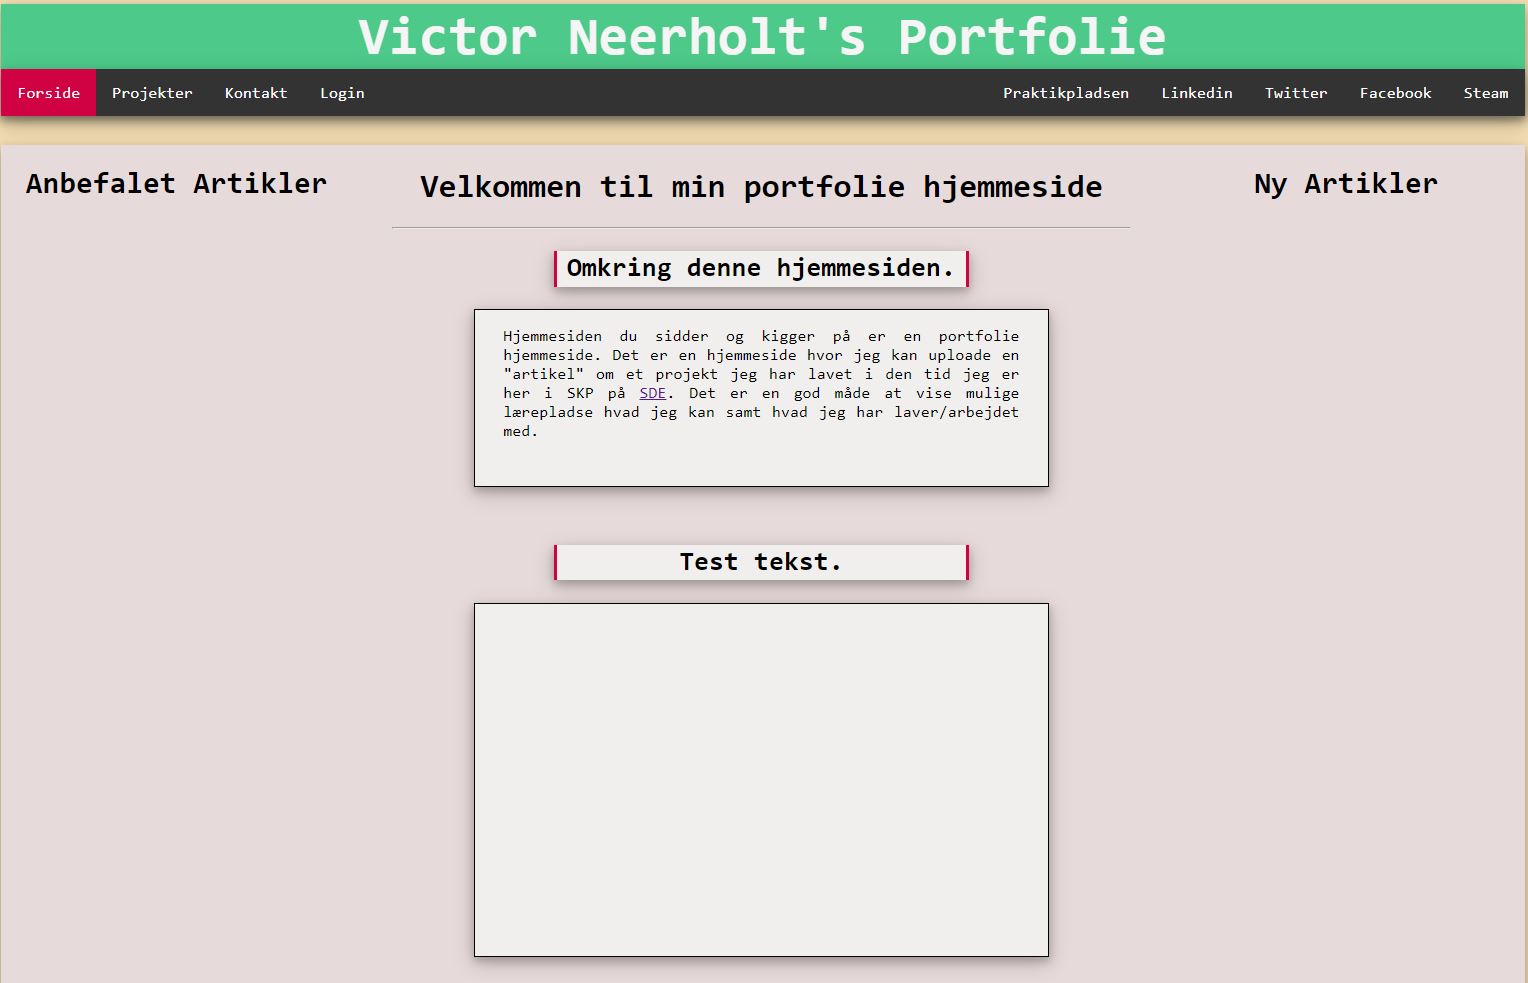 Victor Neerholt's Portfolie
Forside Projekter Kontakt Login Praktikpladsen Linkedin Twitter Facebook Steam
Anbefalet Artikler
Velkommen til min portfolie hjemmeside
Ny Artikler
Omkring denne hjemmesiden.
Hjemmesiden du sidder og kigger på er en portfolie
hjemmeside. Det er en hjemmeside hvor jeg kan uploade en
"artikel" om et projekt jeg har lavet i den tid jeg er
her i SKP på SDE. Det er en god måde at vise mulige
lærepladse hvad jeg kan samt hvad jeg har laver/arbejdet
med.
Test tekst.